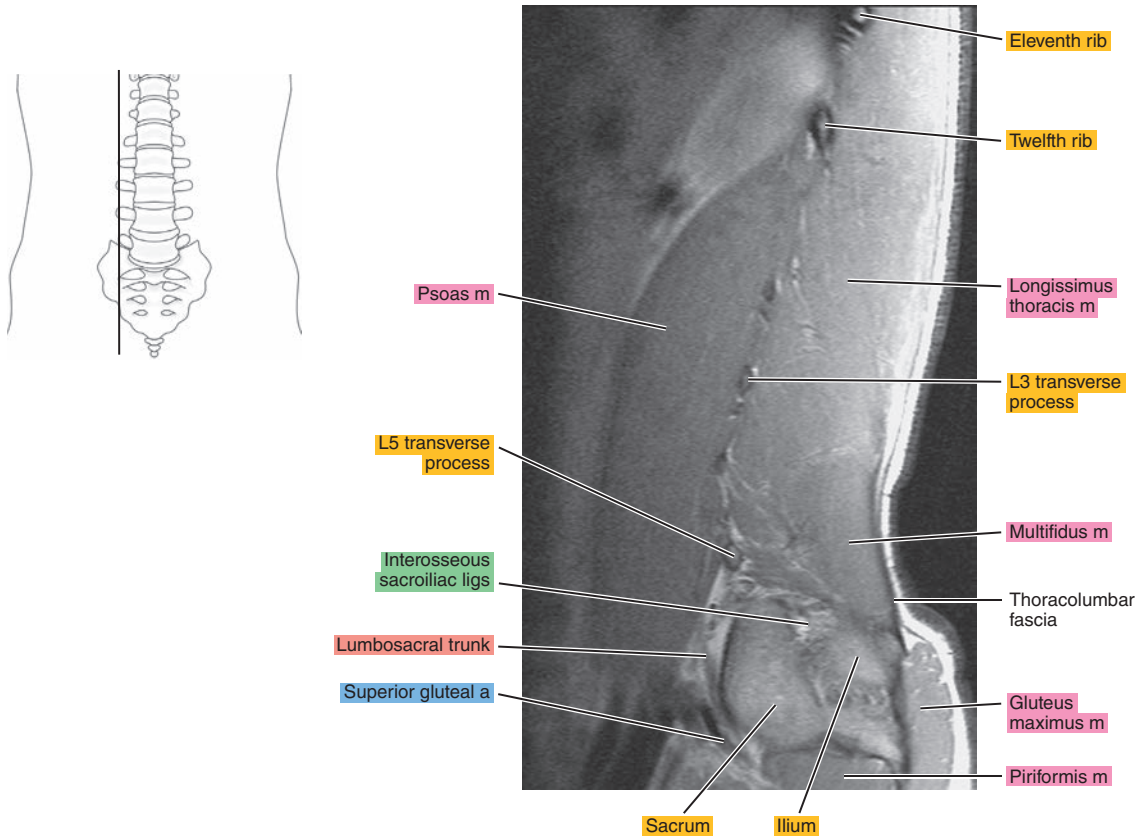 Eleventh rib
Twelfth rib
Psoas m
Longissimus
thoracis m
L3 transverse
process
L5 transverse
process
Multifidus m
Interosseous
sacroiliac ligs
Thoracolumbar
fascia
Lumbosacral trunk
Superior gluteal a
Gluteus
maximus m
Piriformis m
Sacrum
Ilium